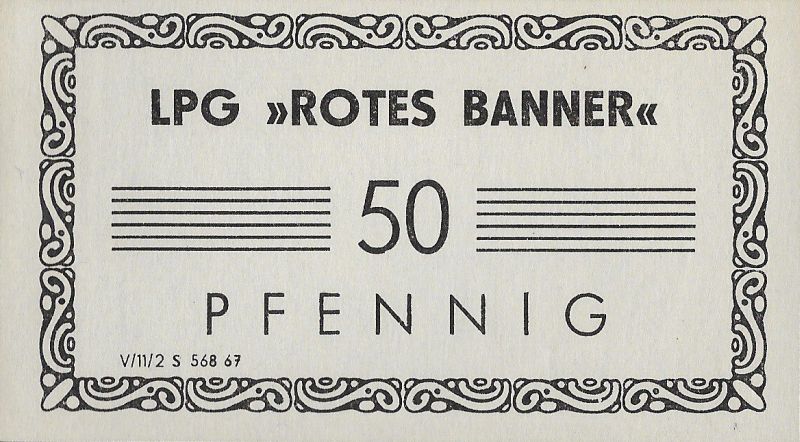 LPG »ROTES BANNER«
50
PFENNIG
V/11/2 S 568 67